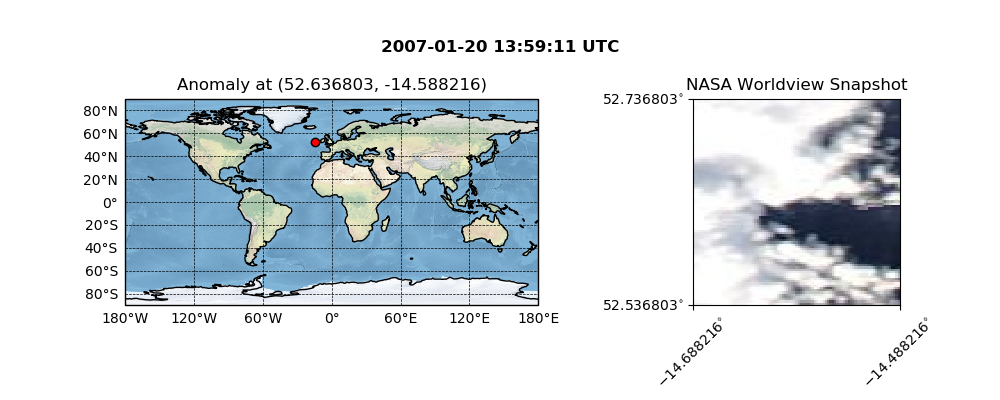 2007-01-20 13:59:11 UTC
Anomaly at (52.636803, -14.588216)
80°N
60°N
40°N
20°N
0°
20°S
40°S
60°S
80°S
180°W 120°W 60°W 0° 60°E 120°E 180°E
NASA Worldview Snapshot
52.736803°
52.536803°
−14.688216°
−14.488216°